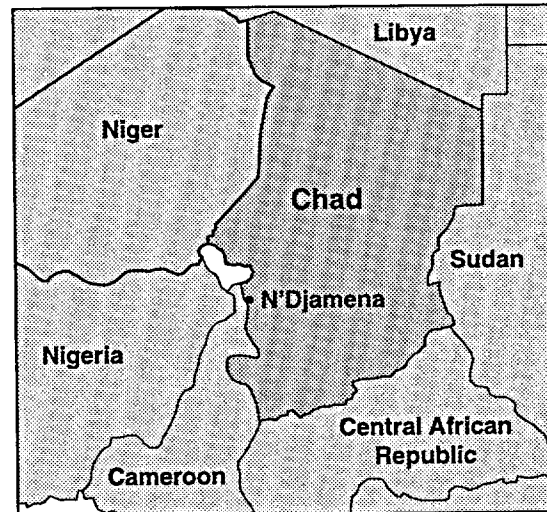 Libya
Niger
Chad
Sudan
N'Djamena
Nigeria
Central African
Republic
Cameroon